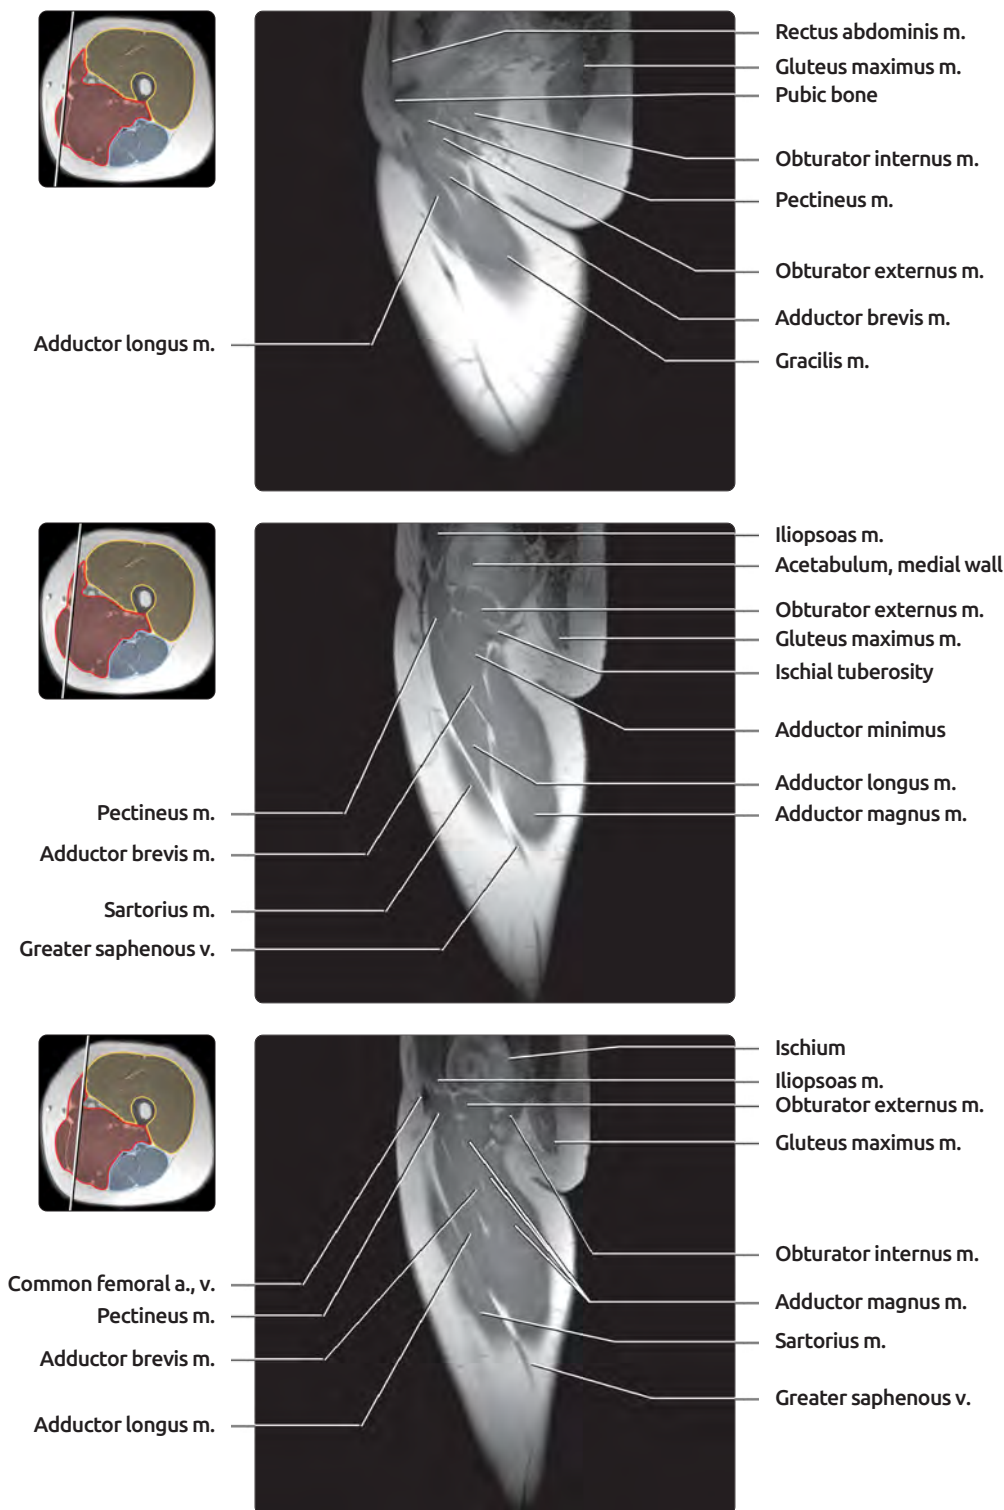 Rectus abdominis m.
Gluteus maximus m.
Pubic bone
Obturator internus m.
Pectineus m.
Obturator externus m.
Adductor brevis m.
Adductor longus m.
Gracilis m.
Iliopsoas m.
Acetabulum, medial wall
Obturator externus m.
Gluteus maximus m.
Ischial tuberosity
Adductor minimus
Adductor longus m.
Pectineus m.
Adductor magnus m.
Adductor brevis m.
Sartorius m.
Greater saphenous v.
Ischium
Iliopsoas m.
Obturator externus m.
Gluteus maximus m.
Obturator internus m.
Common femoral a., v.
Adductor magnus m.
Pectineus m.
Sartorius m.
Adductor brevis m.
Greater saphenous v.
Adductor longus m.